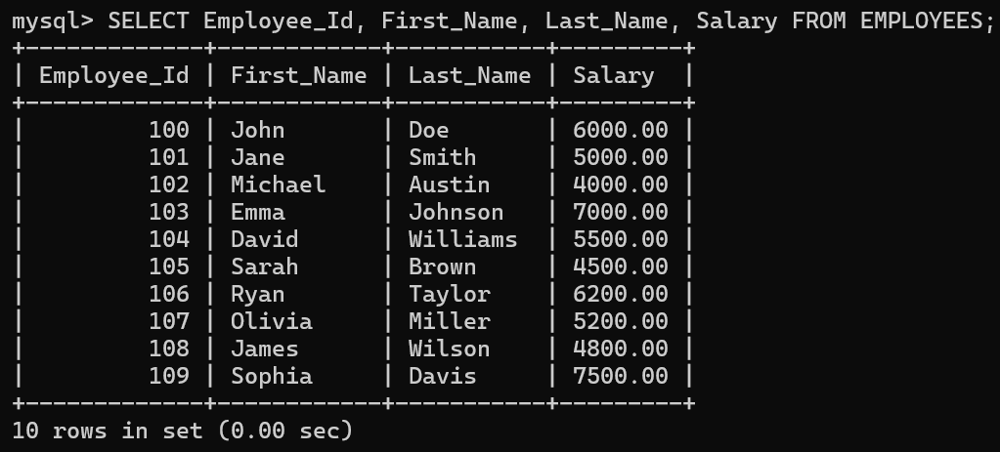 mysql> SELECT Employee_Id, First_Name, Last_Name, Salary FROM EMPLOYEES;
+-------------+------------+-----------+---------+
| Employee_Id | First_Name | Last_Name | Salary  |
+-------------+------------+-----------+---------+
|         100 | John       | Doe       | 6000.00 |
|         101 | Jane       | Smith     | 5000.00 |
|         102 | Michael    | Austin    | 4000.00 |
|         103 | Emma       | Johnson   | 7000.00 |
|         104 | David      | Williams  | 5500.00 |
|         105 | Sarah      | Brown     | 4500.00 |
|         106 | Ryan       | Taylor    | 6200.00 |
|         107 | Olivia     | Miller    | 5200.00 |
|         108 | James      | Wilson    | 4800.00 |
|         109 | Sophia     | Davis     | 7500.00 |
+-------------+------------+-----------+---------+
10 rows in set (0.00 sec)